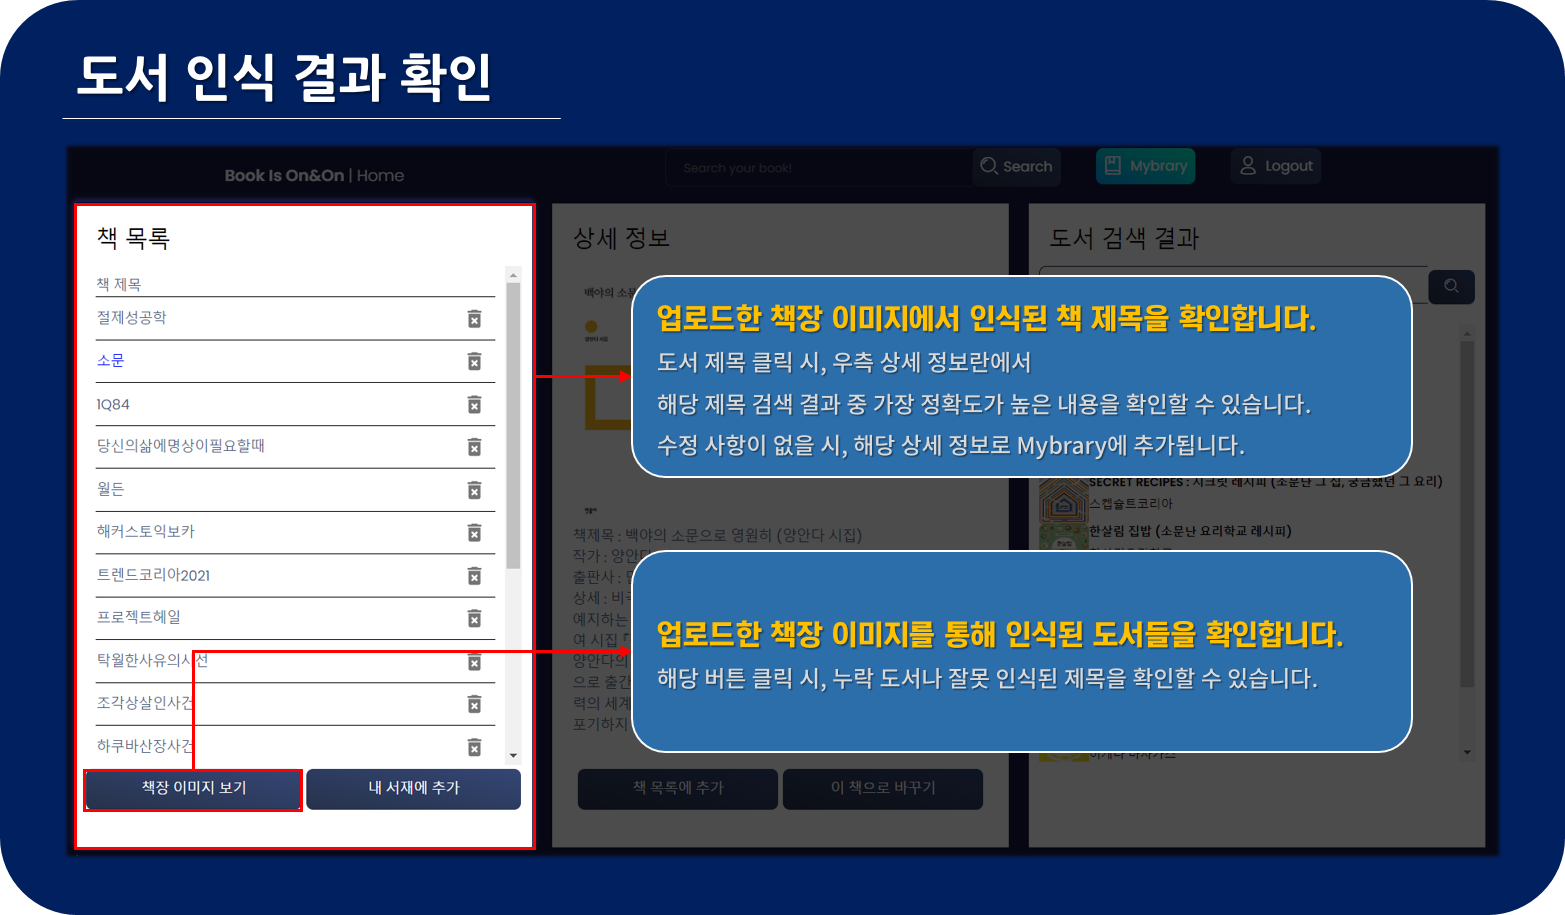 도서 인식 결과 확인
Book Is On&On | Home
Search your book!
Search
Mybrary
Logout
책 목록
책 제목
절제성공학
소문
1Q84
당신의삶에명상이필요할때
월든
해커스토익보카
트렌드코리아2021
프로젝트헤일
탁월한사유의시선
조각상살인사건
하쿠바산장사건
책장 이미지 보기
내 서재에 추가
상세 정보
백야의 소문
책제목 : 백야의 소문으로 영원히 (양안다 시집)
작가 : 양안다
출판사 :
상세 : 비
예지하는
여 시집
양안다의
으로 출간
력의 세계
포기하지
책 목록에 추가
이 책으로 바꾸기
도서 검색 결과
SECRET RECIPES : 시크릿 레시피 (소문난 그 집, 궁금했던 그 요리)
스켑슐트코리아
한살림 집밥 (소문난 요리학교 레시피)
업로드한 책장 이미지에서 인식된 책 제목을 확인합니다.
도서 제목 클릭 시, 우측 상세 정보란에서
해당 제목 검색 결과 중 가장 정확도가 높은 내용을 확인할 수 있습니다.
수정 사항이 없을 시, 해당 상세 정보로 Mybrary에 추가됩니다.
업로드한 책장 이미지를 통해 인식된 도서들을 확인합니다.
해당 버튼 클릭 시, 누락 도서나 잘못 인식된 제목을 확인할 수 있습니다.